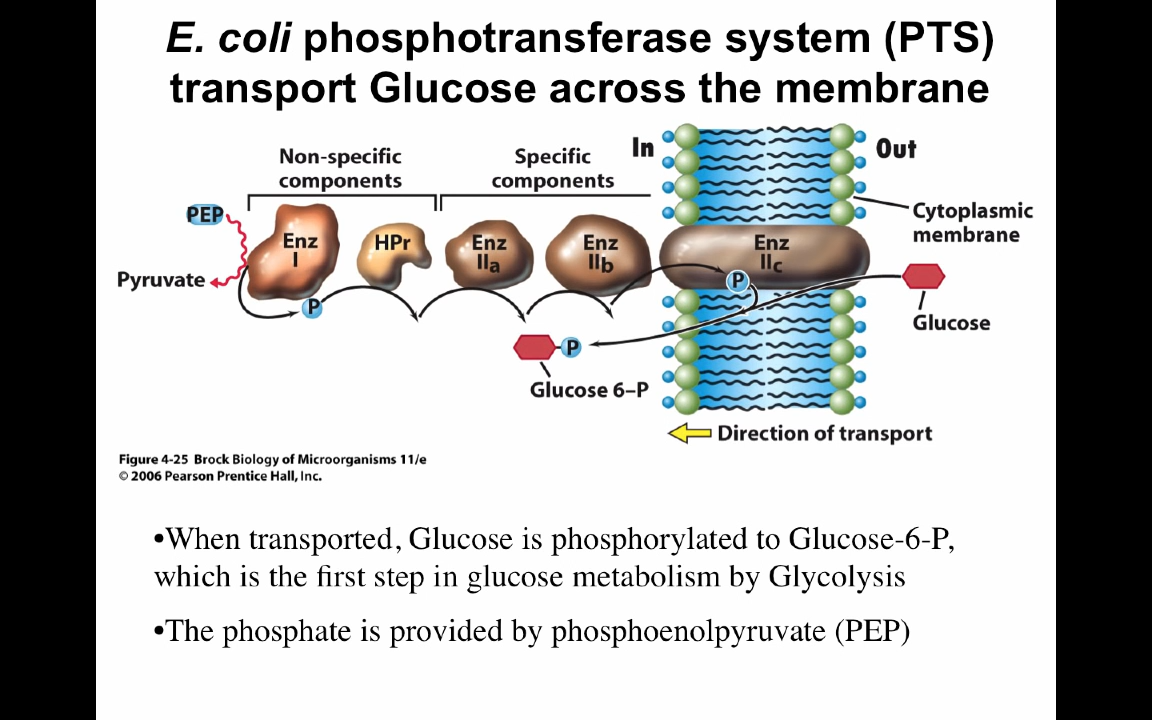 E. coli phosphotransferase system (PTS)
transport Glucose across the membrane
Non-specific
components
Specific
components
In
Out
PEP
Enz
I
HPr
Enz
IIa
Enz
IIb
Enz
IIc
Cytoplasmic
membrane
Pyruvate
P
P
Glucose
P
Glucose 6–P
Direction of transport
Figure 4-25 Brock Biology of Microorganisms 11/e
© 2006 Pearson Prentice Hall, Inc.
•When transported, Glucose is phosphorylated to Glucose-6-P,
which is the first step in glucose metabolism by Glycolysis
•The phosphate is provided by phosphoenolpyruvate (PEP)